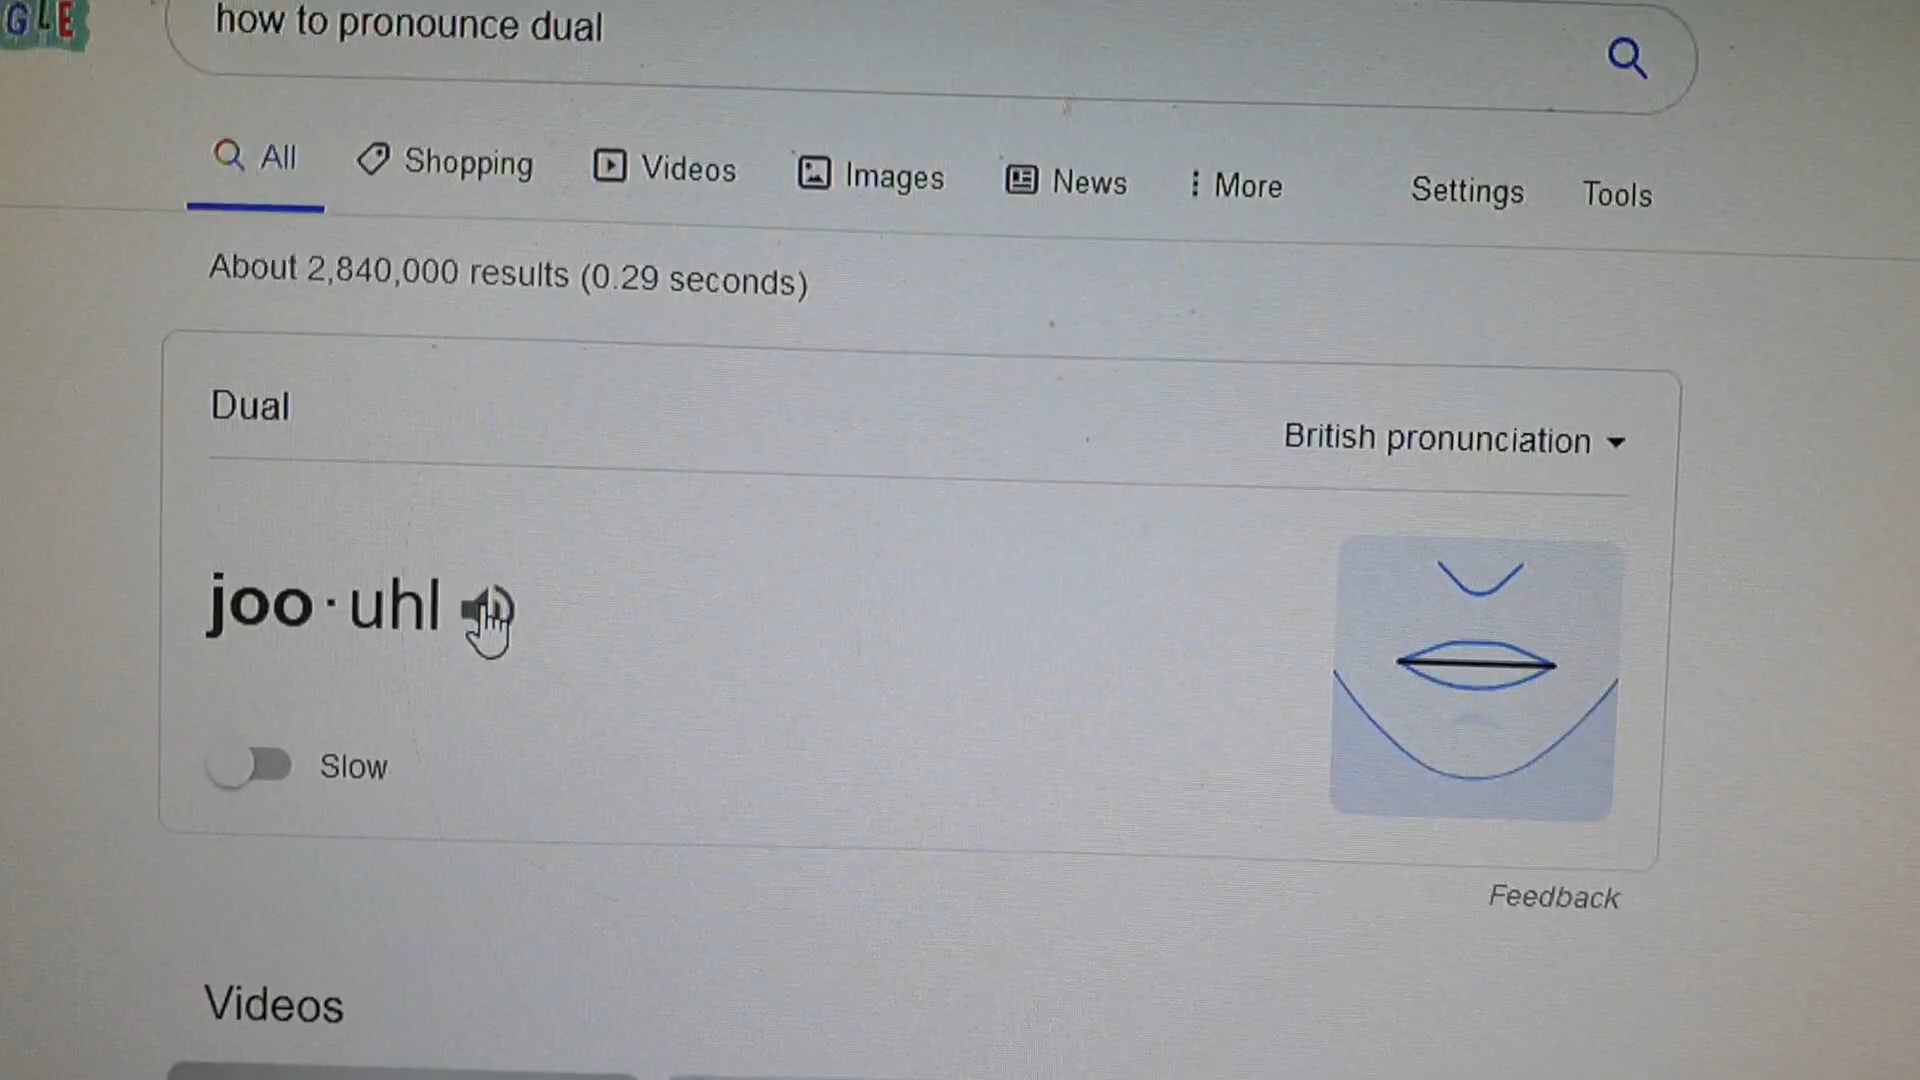 GLE
how to pronounce dual
All Shopping Videos Images News More Settings Tools
About 2,840,000 results (0.29 seconds)
Dual
British pronunciation
joo·uhl
Slow
Feedback
Videos